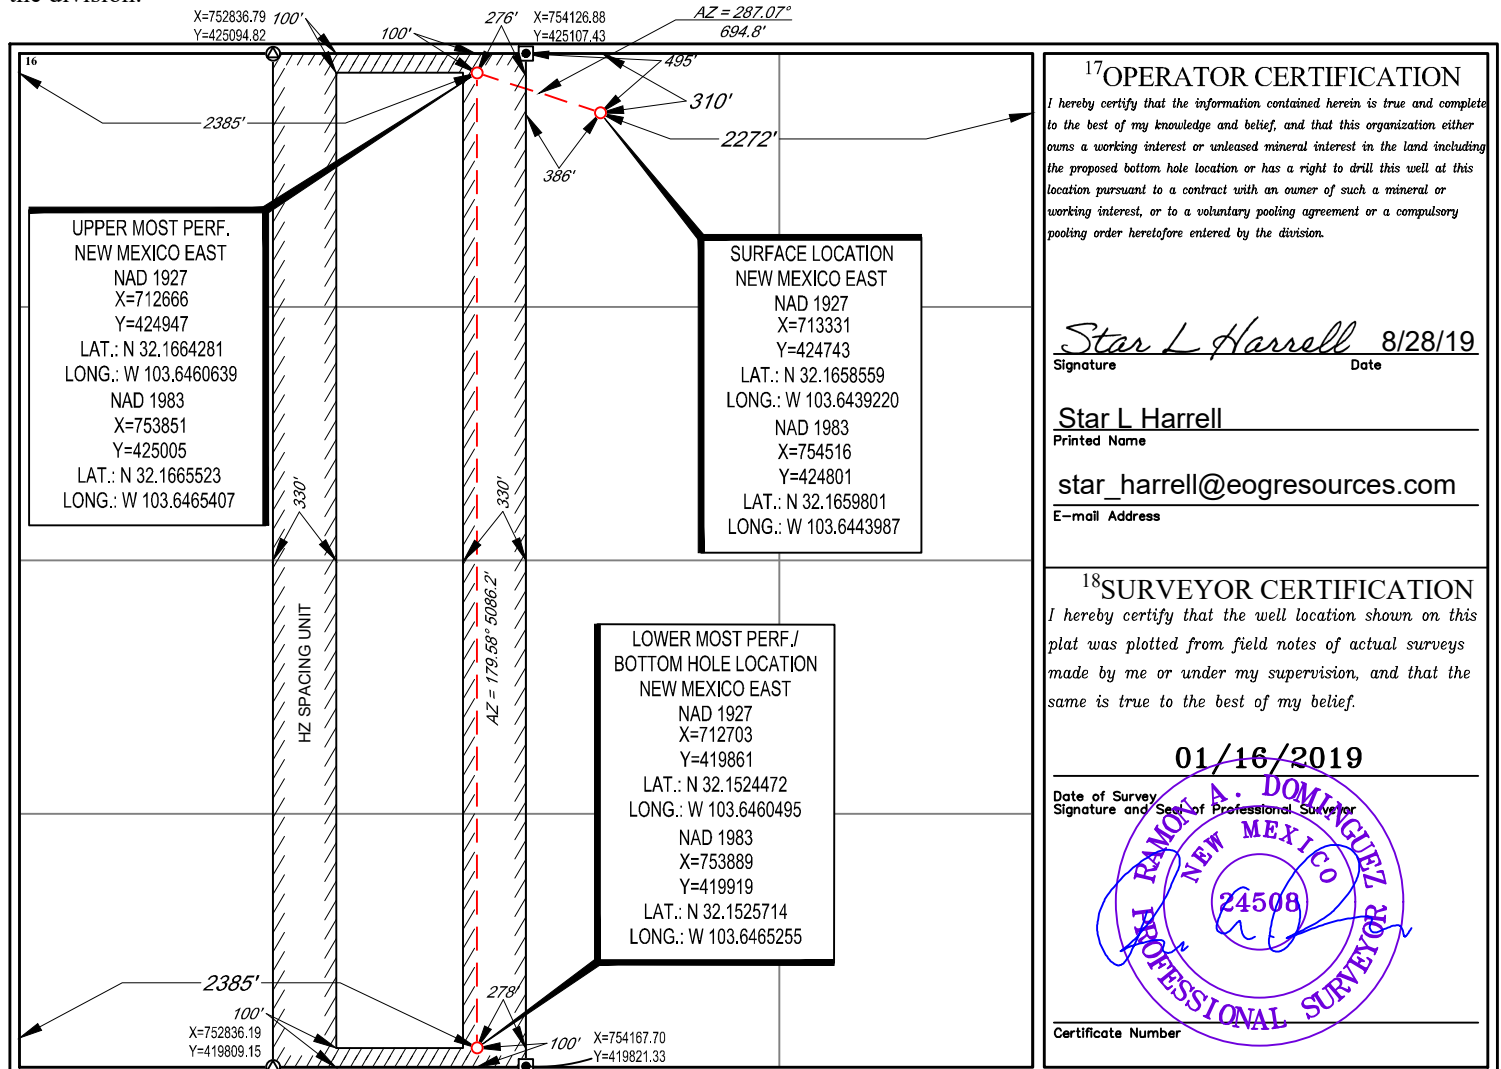 the division.
X=752836.79
Y=425094.82
100'
100'
276'
X=754126.88
Y=425107.43
AZ = 287.07°
694.8'
16
495'
310'
2385'
2272'
386'
UPPER MOST PERF.
NEW MEXICO EAST
NAD 1927
X=712666
Y=424947
LAT.: N 32.1664281
LONG.: W 103.6460639
NAD 1983
X=753851
Y=425005
LAT.: N 32.1665523
LONG.: W 103.6465407
SURFACE LOCATION
NEW MEXICO EAST
NAD 1927
X=713331
Y=424743
LAT.: N 32.1658559
LONG.: W 103.6439220
NAD 1983
X=754516
Y=424801
LAT.: N 32.1659801
LONG.: W 103.6443987
330'
330'
HZ SPACING UNIT
AZ = 179.58° 5086.2'
LOWER MOST PERF./
BOTTOM HOLE LOCATION
NEW MEXICO EAST
NAD 1927
X=712703
Y=419861
LAT.: N 32.1524472
LONG.: W 103.6460495
NAD 1983
X=753889
Y=419919
LAT.: N 32.1525714
LONG.: W 103.6465255
2385'
100'
X=752836.19
Y=419809.15
278'
100'
X=754167.70
Y=419821.33
17 OPERATOR CERTIFICATION
I hereby certify that the information contained herein is true and complete
to the best of my knowledge and belief, and that this organization either
owns a working interest or unleased mineral interest in the land including
the proposed bottom hole location or has a right to drill this well at this
location pursuant to a contract with an owner of such a mineral or
working interest, or to a voluntary pooling agreement or a compulsory
pooling order heretofore entered by the division.
Star L Harrell 8/28/19
Signature Date
Star L Harrell
Printed Name
star_harrell@eogresources.com
E-mail Address
18 SURVEYOR CERTIFICATION
I hereby certify that the well location shown on this
plat was plotted from field notes of actual surveys
made by me or under my supervision, and that the
same is true to the best of my belief.
01/16/2019
Date of Survey
Signature and Seal of Professional Surveyor
RAMON A. DOMINGUEZ
NEW MEXICO
24508
PROFESSIONAL SURVEYOR
Certificate Number